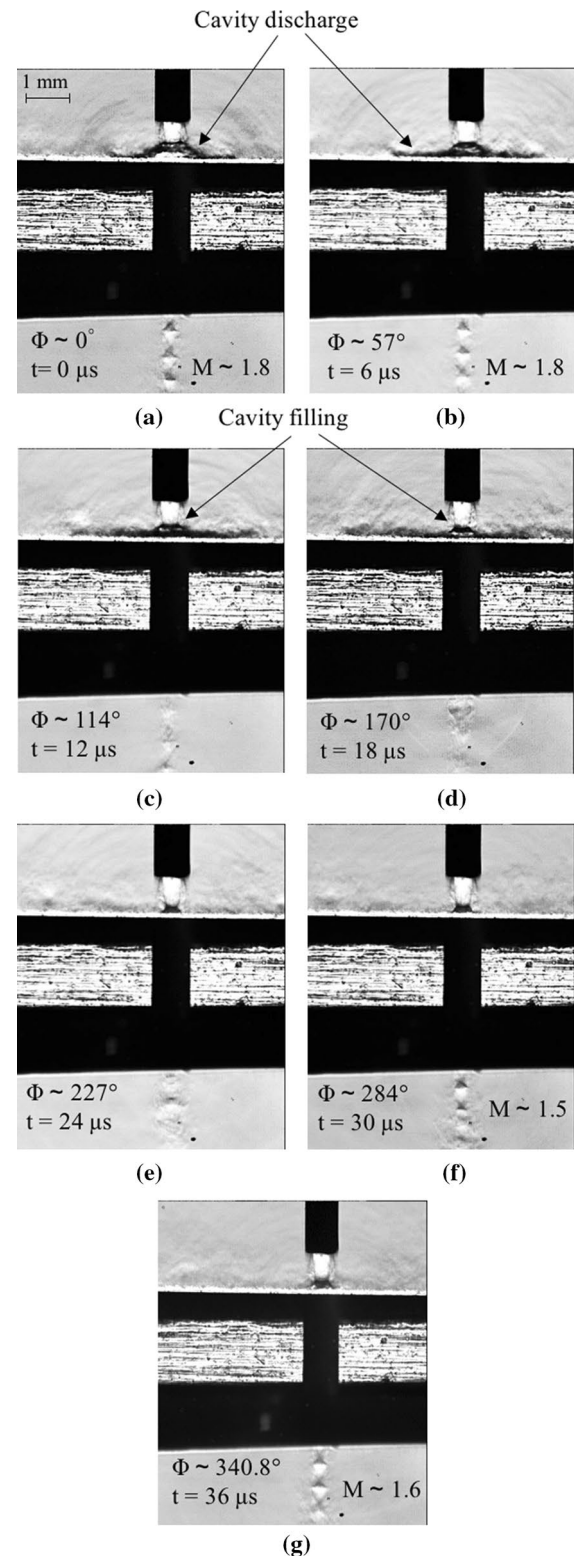 Cavity discharge
1 mm
Φ ~ 0°
t= 0 µs
M ~ 1.8
(a)
Φ ~ 57°
t = 6 µs
M ~ 1.8
(b)
Cavity filling
Φ ~ 114°
t = 12 µs
(c)
Φ ~ 170°
t = 18 µs
(d)
Φ ~ 227°
t = 24 µs
(e)
Φ ~ 284°
t = 30 µs
M ~ 1.5
(f)
Φ ~ 340.8°
t = 36 µs
M ~ 1.6
(g)